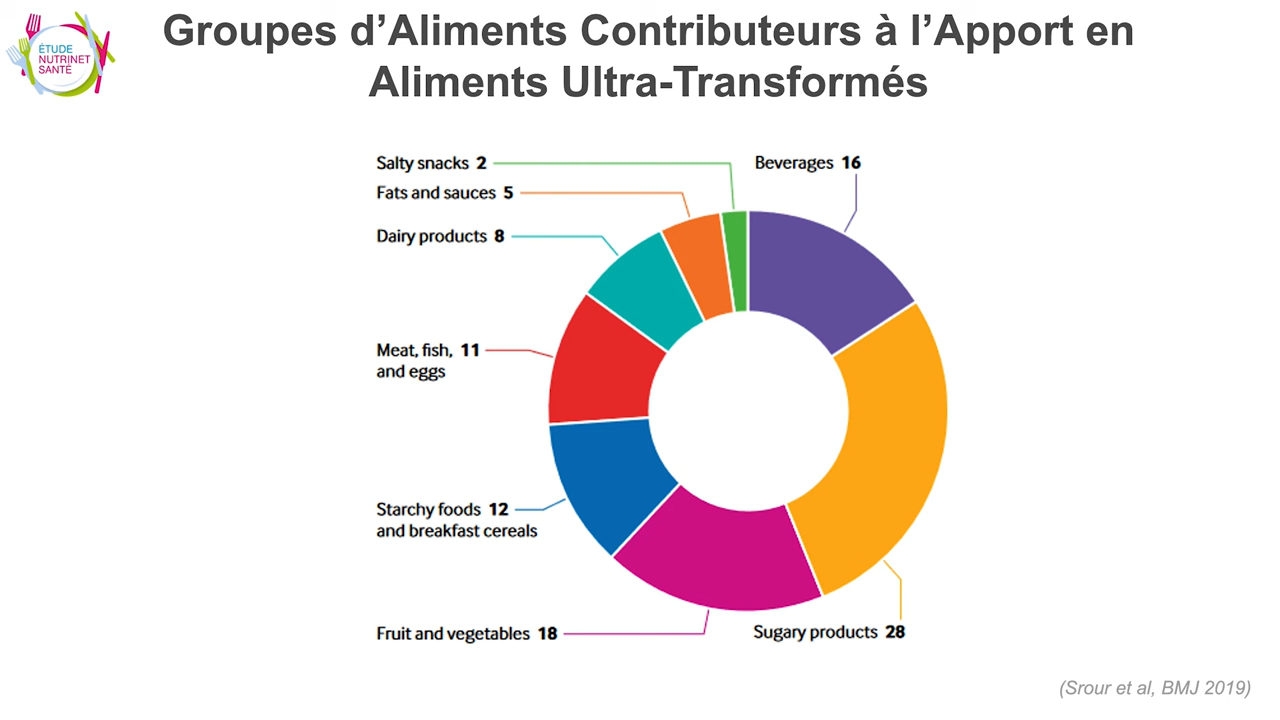 Groupes d’Aliments Contributeurs à l’Apport en
Aliments Ultra-Transformés
ÉTUDE
NUTRINET
SANTÉ
Salty snacks 2
Beverages 16
Fats and sauces 5
Dairy products 8
Meat, fish, 11
and eggs
Starchy foods 12
and breakfast cereals
Fruit and vegetables 18
Sugary products 28
(Srour et al, BMJ 2019)